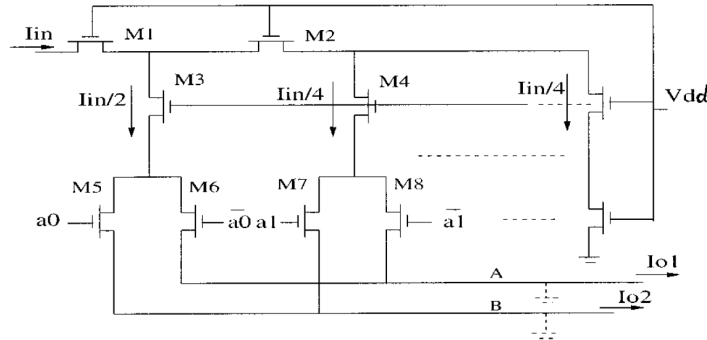 Iin M1 M2
M3 M4
Iin/2 Iin/4 Iin/4 Vdd
M5 M6 M7 M8
a0 a0 a1 a1
A Io1
B Io2